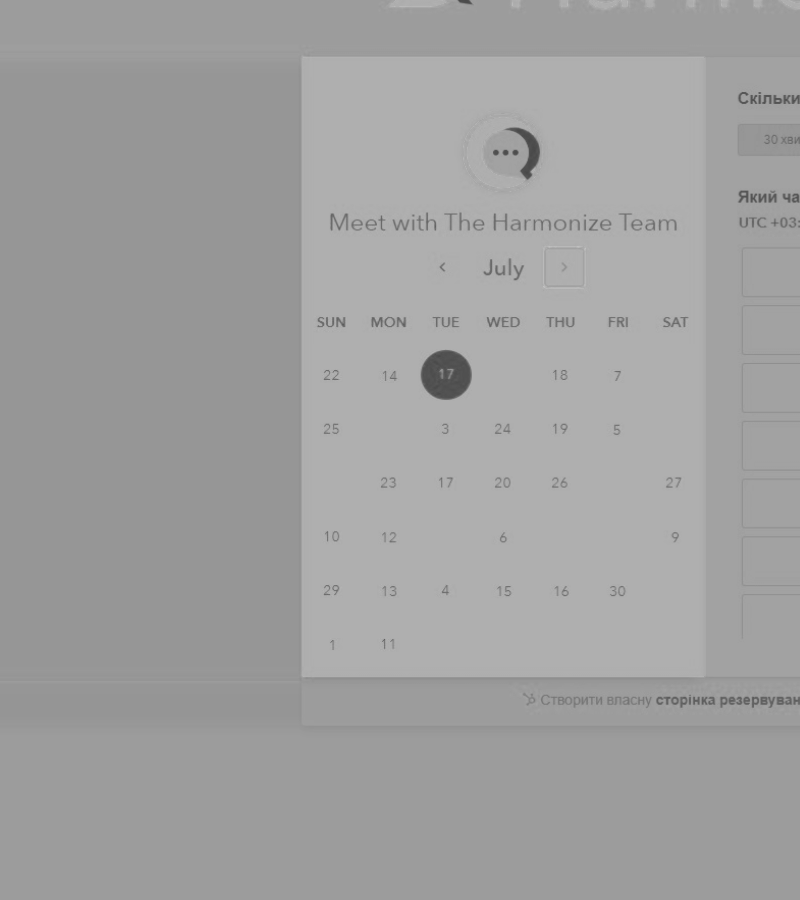 Meet with The Harmonize Team
July
SUN MON TUE WED THU FRI SAT
22 14 17 18 7
25 3 24 19 5
23 17 20 26 27
10 12 6 9
29 13 4 15 16 30
1 11
Скільки
30 хви
Який ча
UTC +03:
Створити власну сторінка резервуван